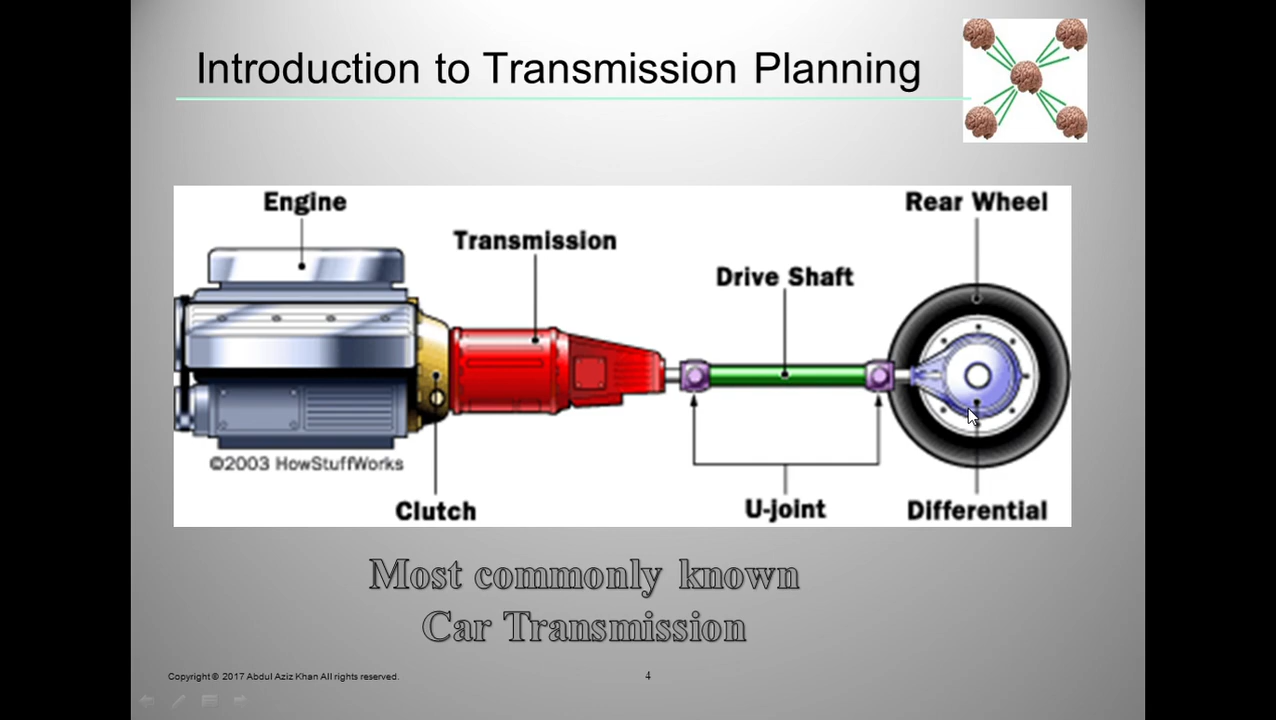 Introduction to Transmission Planning
Engine
Rear Wheel
Transmission
Drive Shaft
©2003 HowStuffWorks
Clutch
U-joint
Differential
Most commonly known
Car Transmission
Copyright © 2017 Abdul Aziz Khan All rights reserved.
4